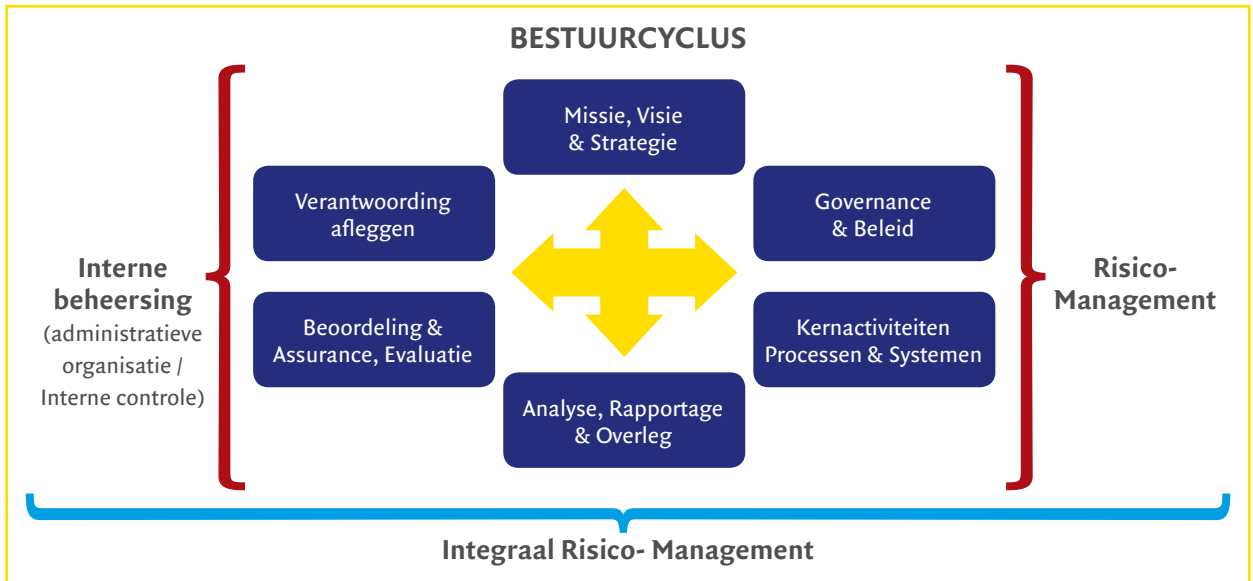 BESTUURCYCLUS
Missie, Visie
& Strategie
Verantwoording
afleggen
Governance
& Beleid
Interne
beheersing
(administratieve
organisatie /
Interne controle)
Risico-
Management
Beoordeling &
Assurance, Evaluatie
Kernactiviteiten
Processen & Systemen
Analyse, Rapportage
& Overleg
Integraal Risico- Management